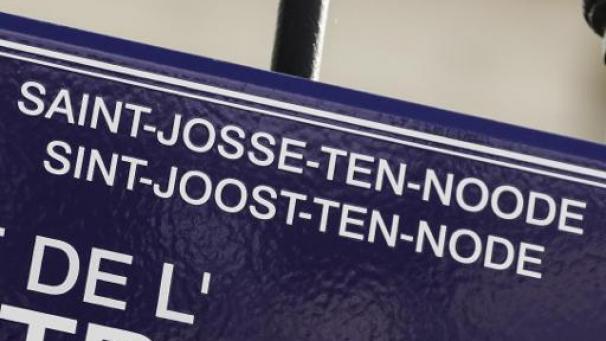 SAINT-JOSSE-TEN-NOODE
SINT-JOOST-TEN-NODE
DE L'